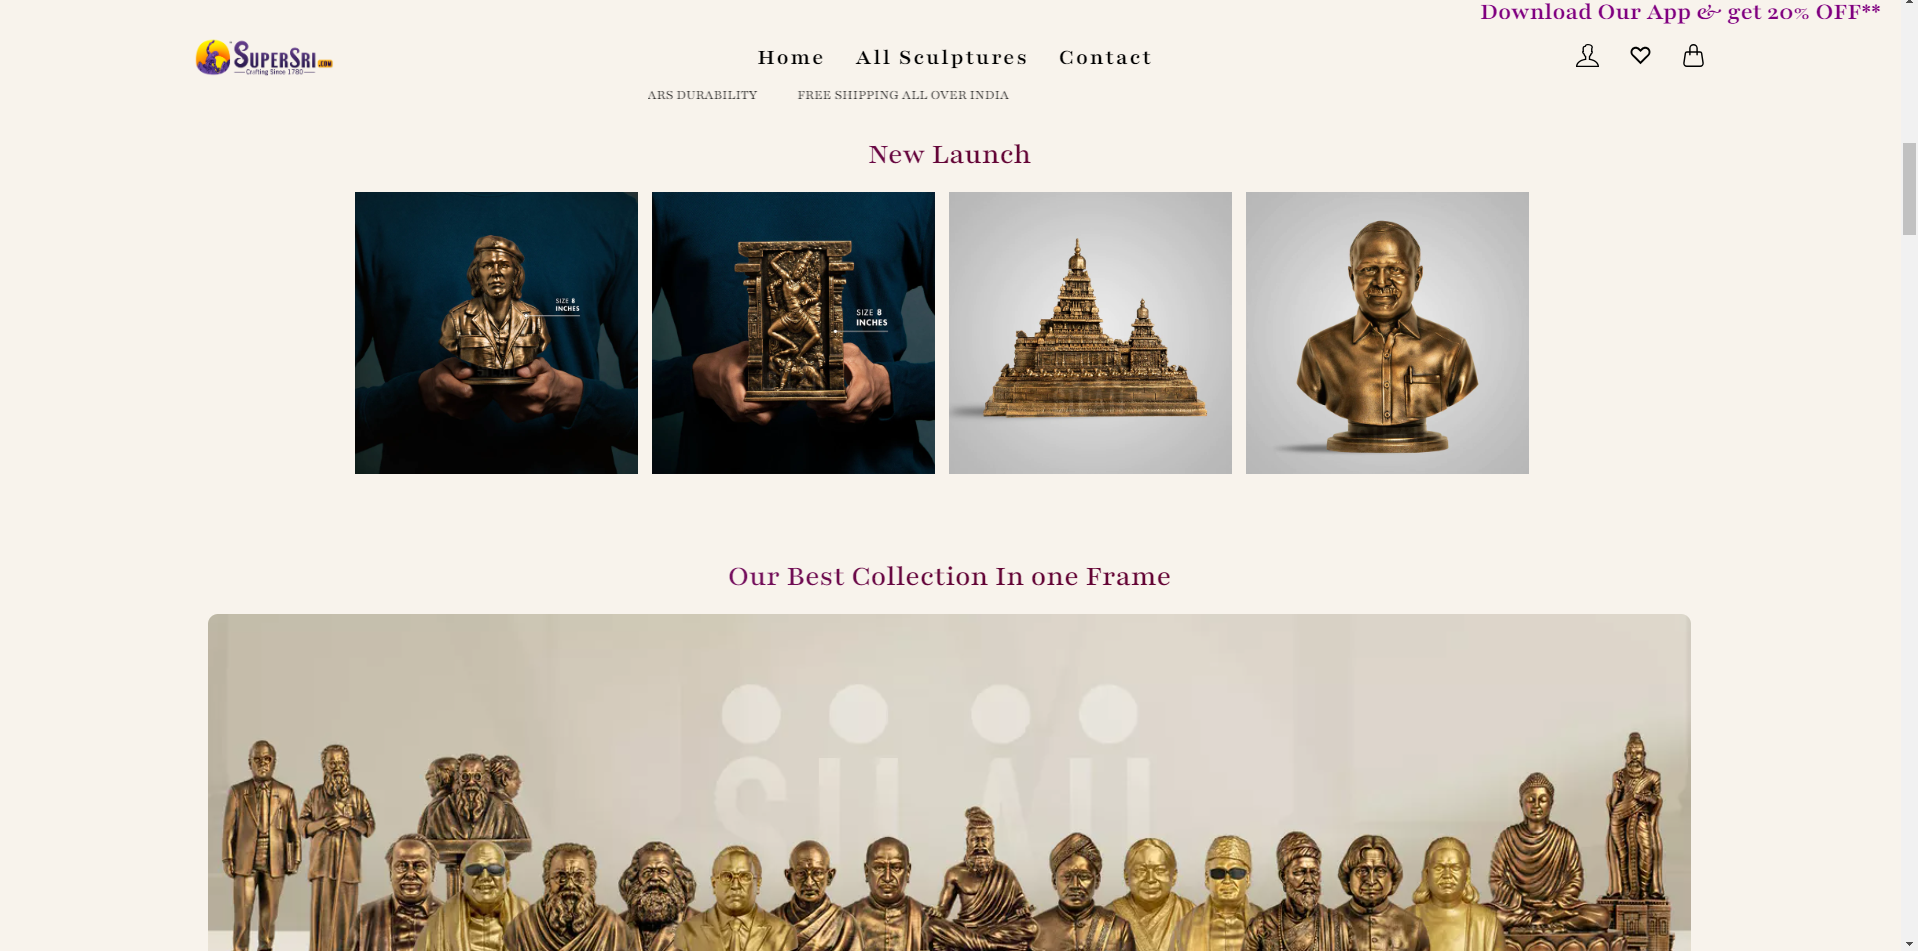 Download Our App & get 20% OFF**
SUPERSRI.COM
Crafting Since 1780
Home All Sculptures Contact
ARS DURABILITY FREE SHIPPING ALL OVER INDIA
New Launch
SIZE 8
INCHES
SIZE 8
INCHES
Our Best Collection In one Frame